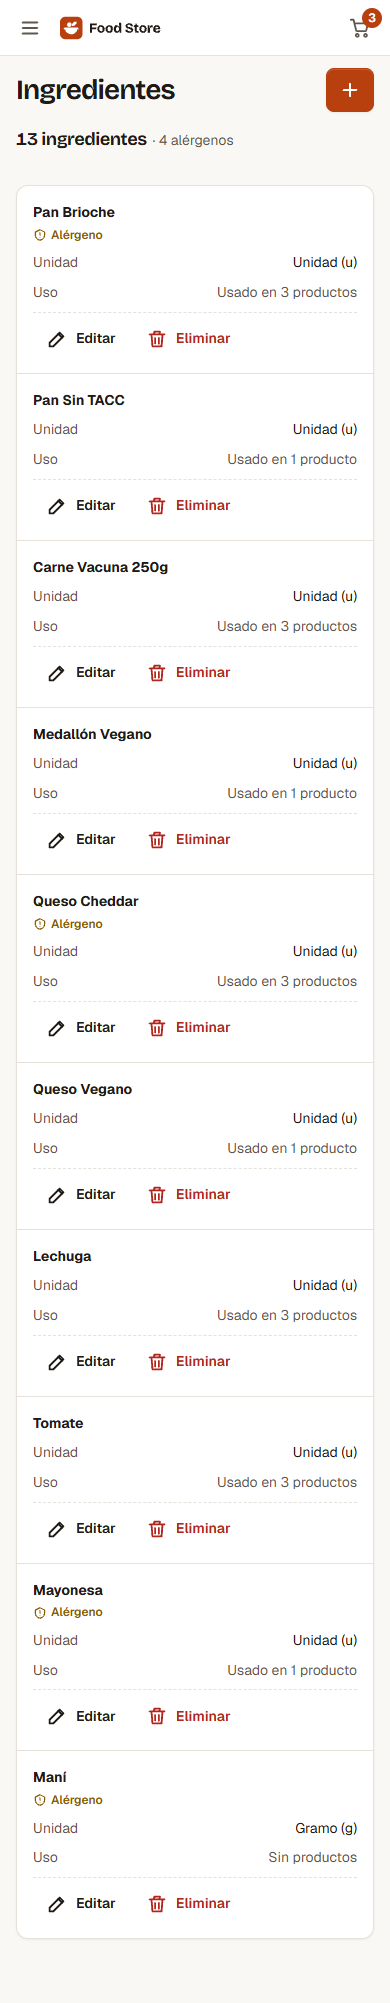 Food Store
3
Ingredientes
13 ingredientes · 4 alérgenos
Pan Brioche
Alérgeno
Unidad Unidad (u)
Uso Usado en 3 productos
Editar Eliminar
Pan Sin TACC
Unidad Unidad (u)
Uso Usado en 1 producto
Editar Eliminar
Carne Vacuna 250g
Unidad Unidad (u)
Uso Usado en 3 productos
Editar Eliminar
Medallón Vegano
Unidad Unidad (u)
Uso Usado en 1 producto
Editar Eliminar
Queso Cheddar
Alérgeno
Unidad Unidad (u)
Uso Usado en 3 productos
Editar Eliminar
Queso Vegano
Unidad Unidad (u)
Uso Usado en 1 producto
Editar Eliminar
Lechuga
Unidad Unidad (u)
Uso Usado en 3 productos
Editar Eliminar
Tomate
Unidad Unidad (u)
Uso Usado en 3 productos
Editar Eliminar
Mayonesa
Alérgeno
Unidad Unidad (u)
Uso Usado en 1 producto
Editar Eliminar
Maní
Alérgeno
Unidad Gramo (g)
Uso Sin productos
Editar Eliminar